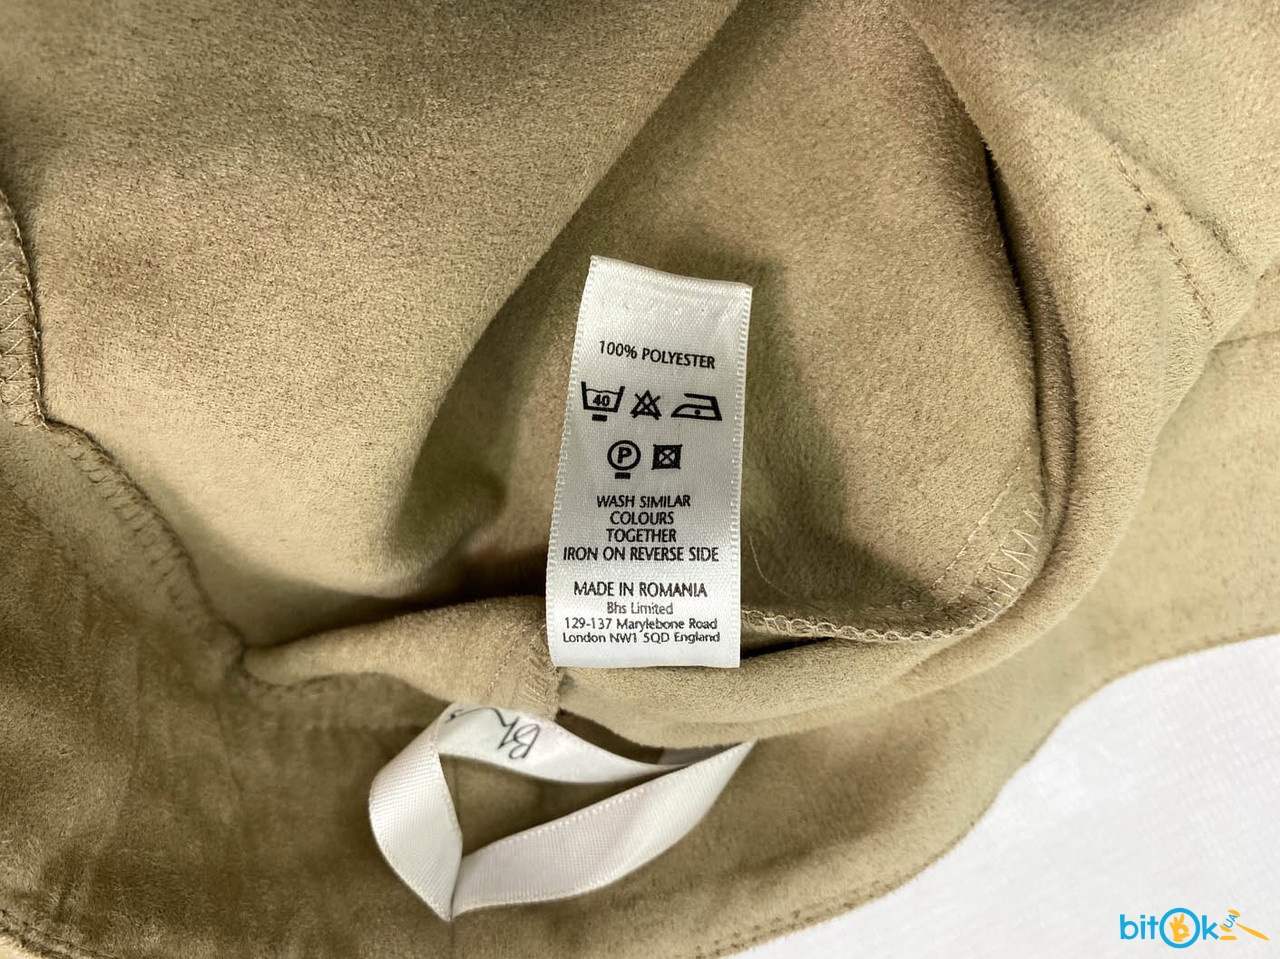 100% POLYESTER
40
P
WASH SIMILAR
COLOURS
TOGETHER
IRON ON REVERSE SIDE
MADE IN ROMANIA
Bhs Limited
129-137 Marylebone Road
London NW1 5QD England
bitOk
UA